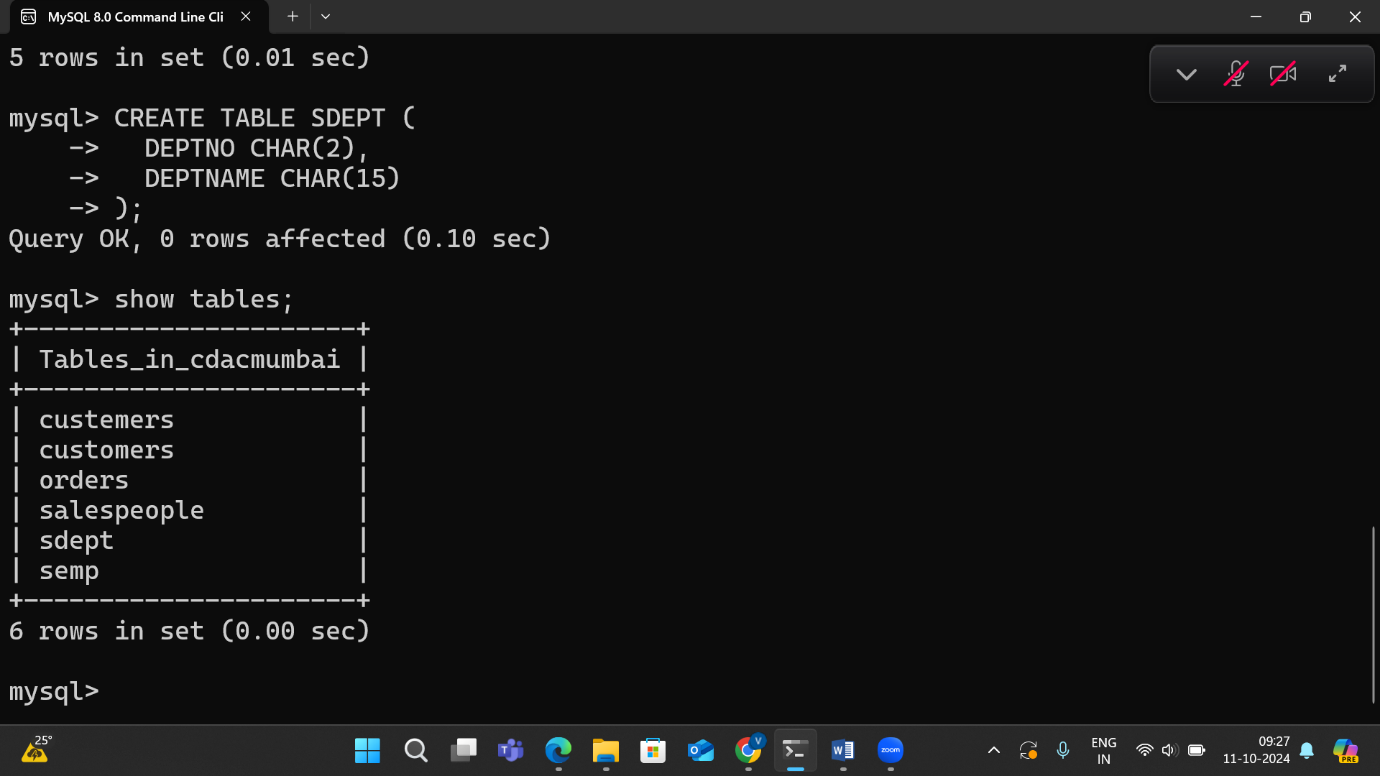 MySQL 8.0 Command Line Cli
5 rows in set (0.01 sec)
mysql> CREATE TABLE SDEPT (
    ->   DEPTNO CHAR(2),
    ->   DEPTNAME CHAR(15)
    -> );
Query OK, 0 rows affected (0.10 sec)
mysql> show tables;
+----------------------+
| Tables_in_cdacmumbai |
+----------------------+
| custemers            |
| customers            |
| orders               |
| salespeople          |
| sdept                |
| semp                 |
+----------------------+
6 rows in set (0.00 sec)
mysql>
25°
V
zoom
PRE
ENG
IN
09:27
11-10-2024